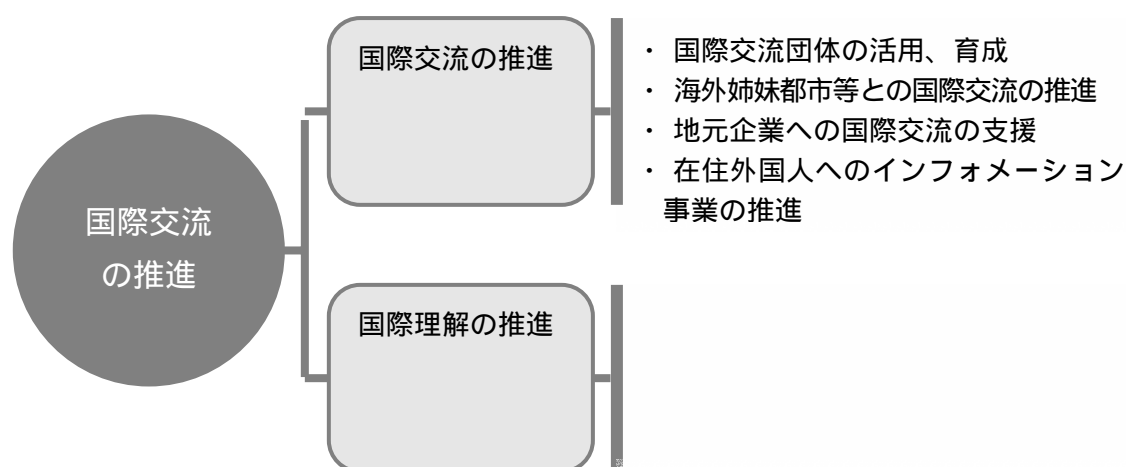 国際交流
の推進
国際交流の推進
・ 国際交流団体の活用、育成
・ 海外姉妹都市等との国際交流の推進
・ 地元企業への国際交流の支援
・ 在住外国人へのインフォメーション
事業の推進
国際理解の推進